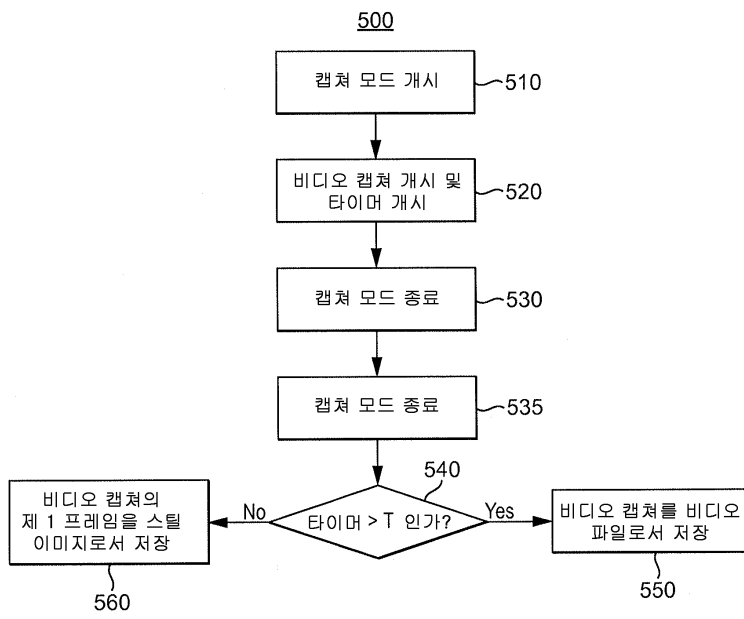 500
캡쳐 모드 개시
510
비디오 캡쳐 개시 및
타이머 개시
520
캡쳐 모드 종료
530
캡쳐 모드 종료
535
540
타이머 > T 인가?
No
Yes
비디오 캡쳐의
제 1 프레임을 스틸
이미지로서 저장
560
비디오 캡쳐를 비디오
파일로서 저장
550